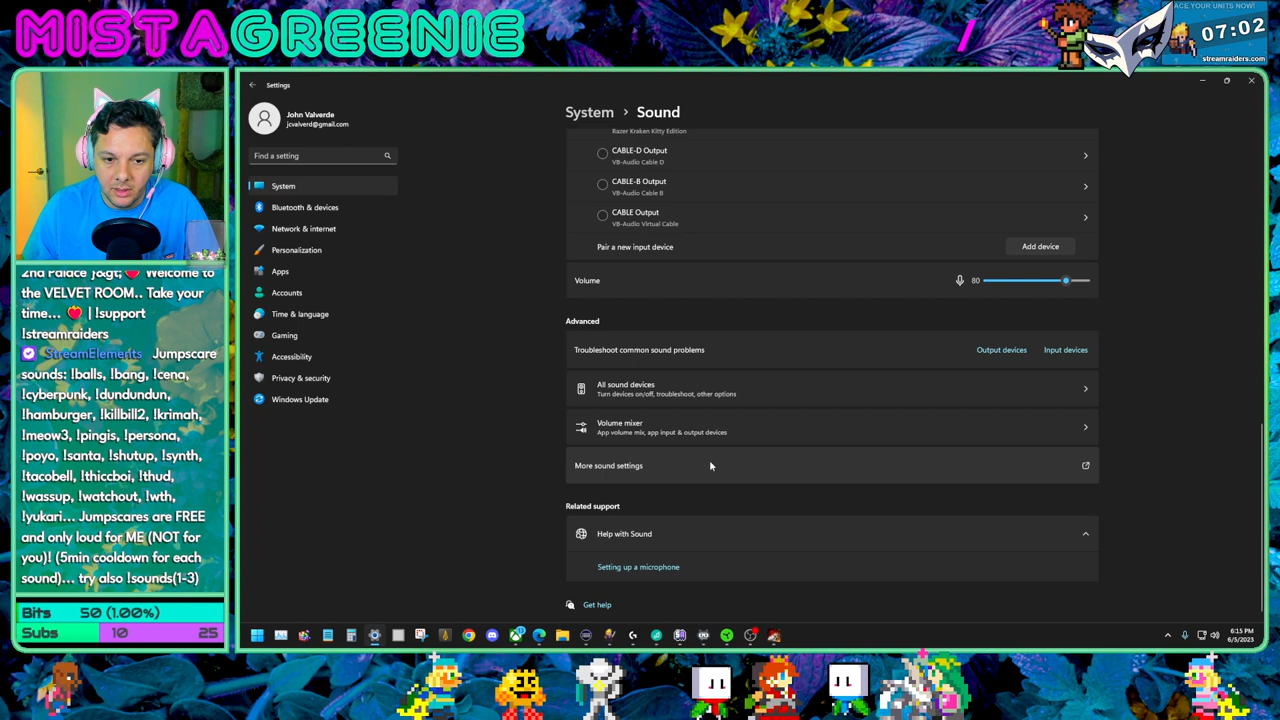 MISTAGREENIE
ACE YOUR UNITS NOW!
07:02
streamraiders.com
Settings
John Valverde
jcvalverd@gmail.com
Find a setting
System
Bluetooth & devices
Network & internet
Personalization
Apps
Accounts
Time & language
Gaming
Accessibility
Privacy & security
Windows Update
System > Sound
Razer Kraken Kitty Edition
CABLE-D Output
VB-Audio Cable D
CABLE-B Output
VB-Audio Cable B
CABLE Output
VB-Audio Virtual Cable
Pair a new input device
Add device
Volume
80
Advanced
Troubleshoot common sound problems
Output devices
Input devices
All sound devices
Turn devices on/off, troubleshoot, other options
Volume mixer
App volume mix, app input & output devices
More sound settings
Related support
Help with Sound
Setting up a microphone
Get help
2nd Palace }&gt; Welcome to
the VELVET ROOM.. Take your
time... | !support
!streamraiders
StreamElements Jumpscare
sounds: !balls, !bang, !cena,
!cyberpunk, !dundundun,
!hamburger, !killbill2, !krimah,
!meow3, !pingis, !persona,
!poyo, !santa, !shutup, !synth,
!tacobell, !thiccboi, !thud,
!wassup, !watchout, !wth,
!yukari... Jumpscares are FREE
and only loud for ME (NOT for
you)! (5min cooldown for each
sound)... try also !sounds(1-3)
Bits 50 (1.00%)
Subs 10 25
6:15 PM
6/5/2023